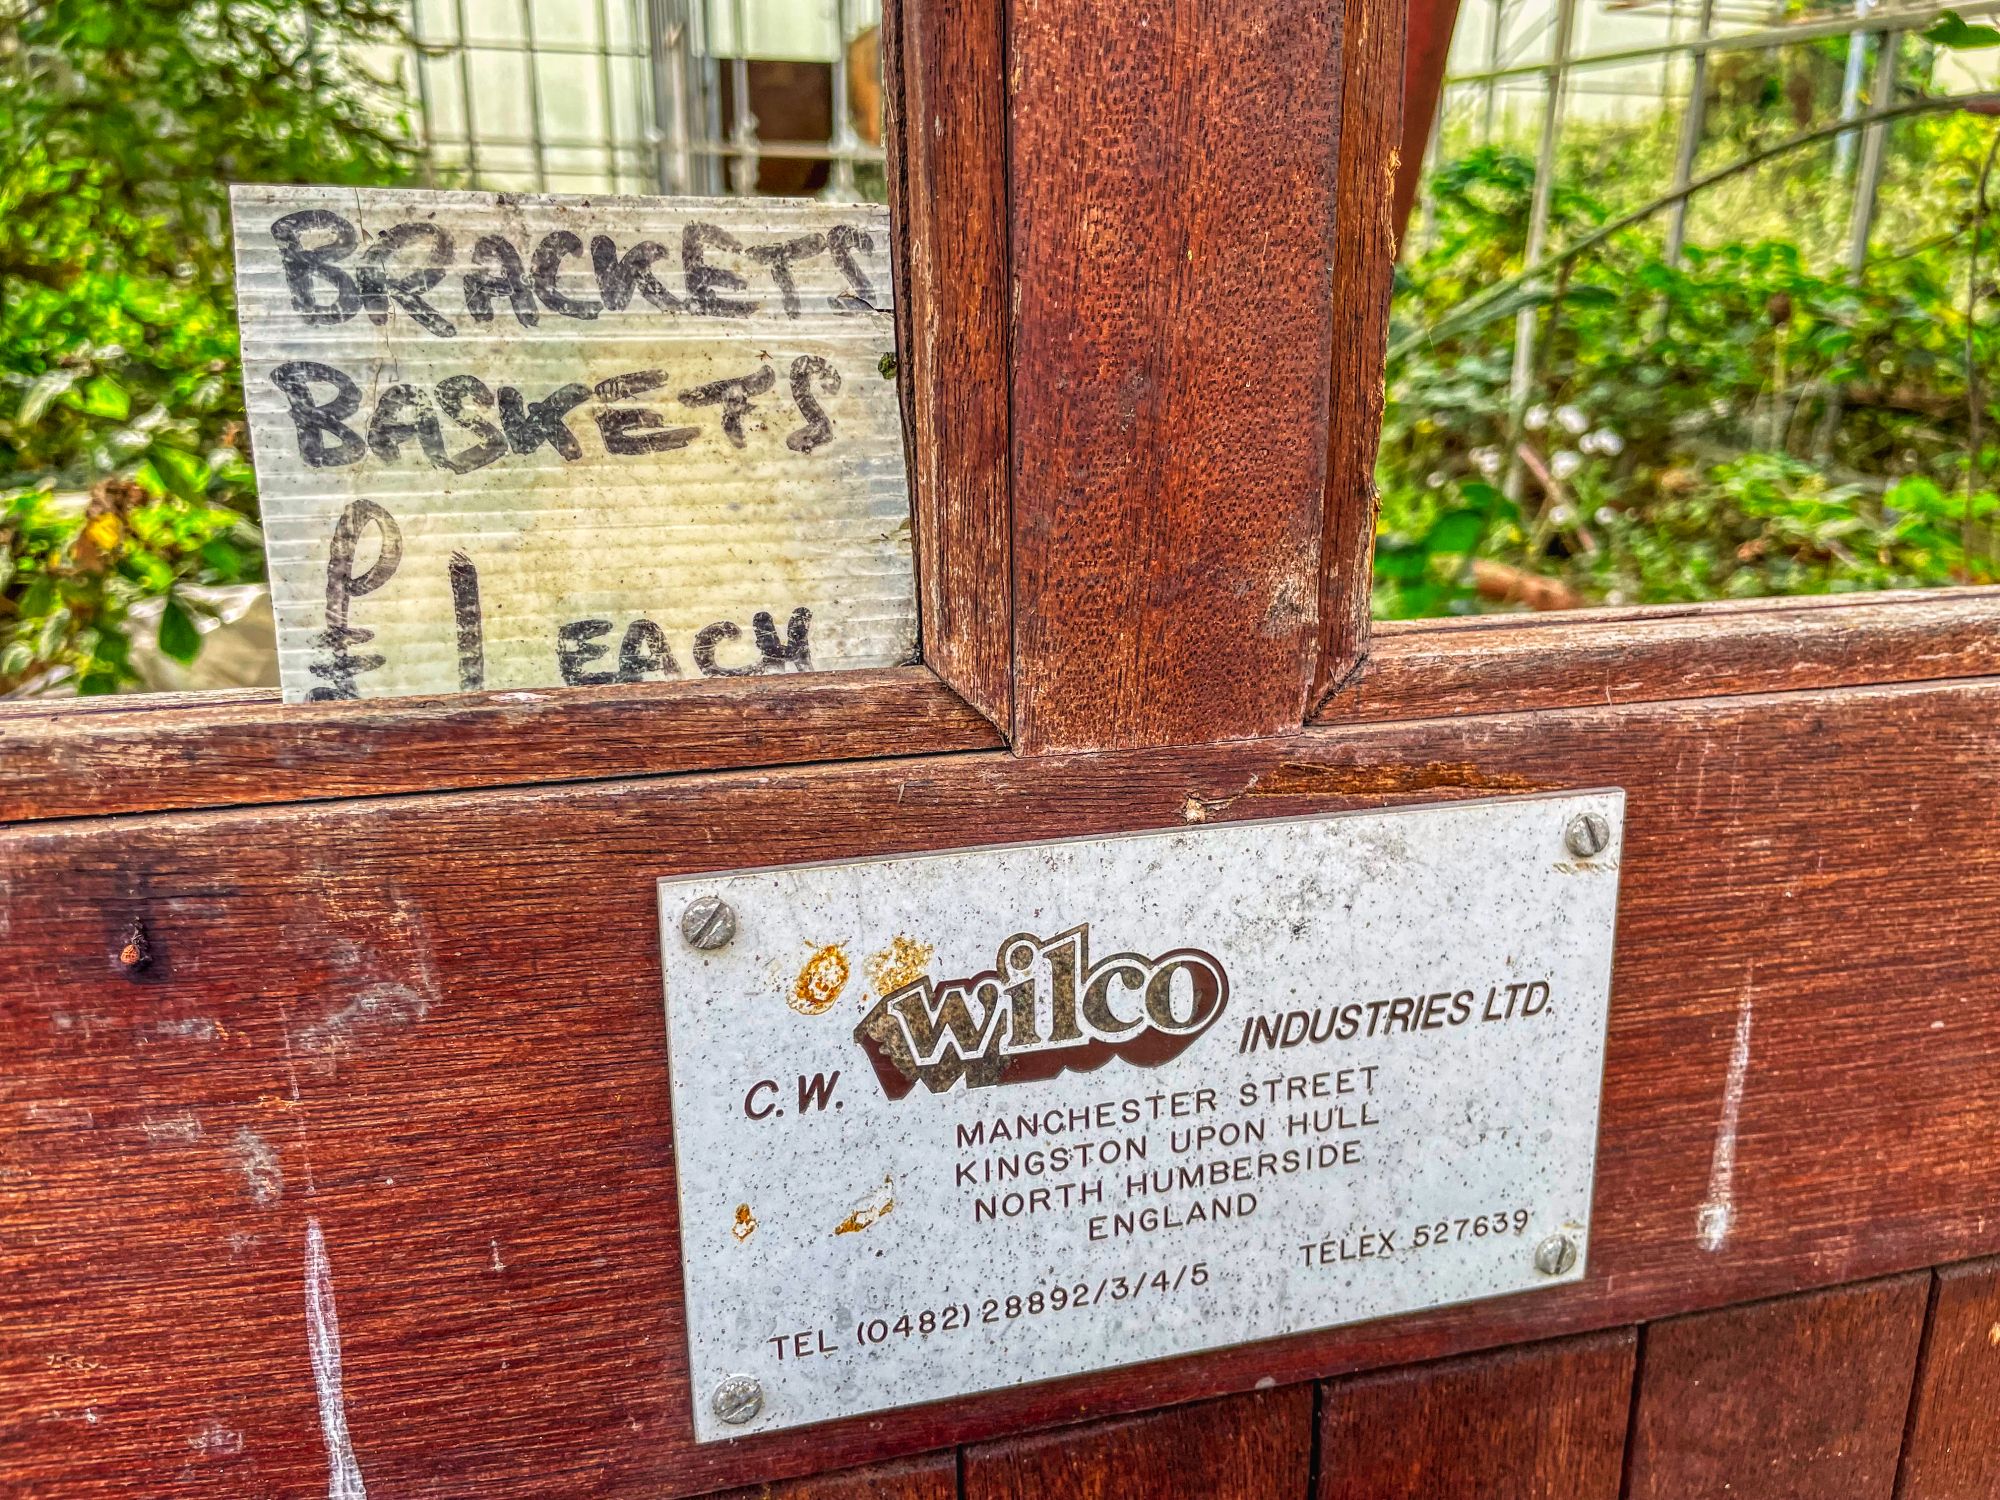 BRACKETS
BASKETS
£1 EACH
C.W. wilco INDUSTRIES LTD.
MANCHESTER STREET
KINGSTON UPON HULL
NORTH HUMBERSIDE
ENGLAND
TEL (0482) 28892/3/4/5 TELEX 527639